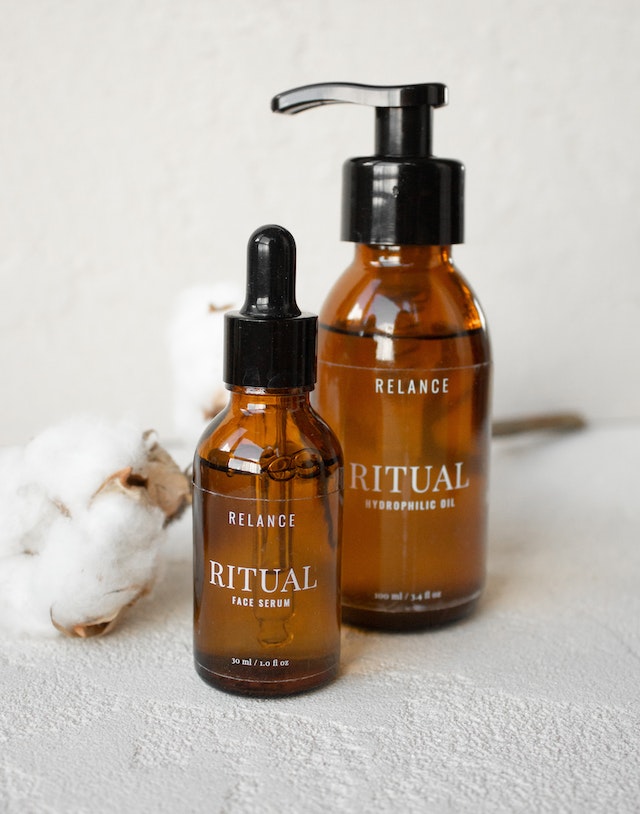 RELANCE
RITUAL
HYDROPHILIC OIL
100 ml / 3.4 fl oz
RELANCE
RITUAL
FACE SERUM
30 ml / 1.0 fl oz